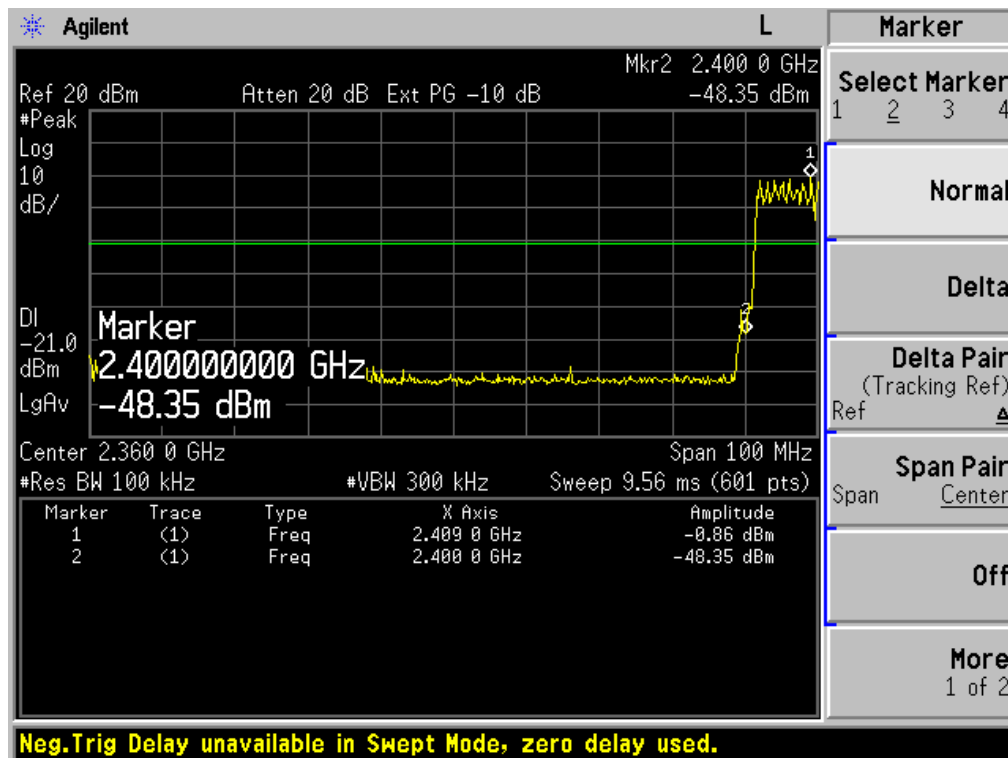 Agilent L Marker
Mkr2 2.400 0 GHz
Ref 20 dBm Atten 20 dB Ext PG -10 dB -48.35 dBm
#Peak
Log
10
dB/
1
2
DI
-21.0
dBm
LgAv
Marker
2.400000000 GHz
-48.35 dBm
Center 2.360 0 GHz Span 100 MHz
#Res BW 100 kHz #VBW 300 kHz Sweep 9.56 ms (601 pts)
Marker Trace Type X Axis Amplitude
1 (1) Freq 2.409 0 GHz -0.86 dBm
2 (1) Freq 2.400 0 GHz -48.35 dBm
Select Marker
1 2 3 4
Normal
Delta
Delta Pair
(Tracking Ref)
Ref Δ
Span Pair
Span Center
Off
More
1 of 2
Neg.Trig Delay unavailable in Swept Mode, zero delay used.